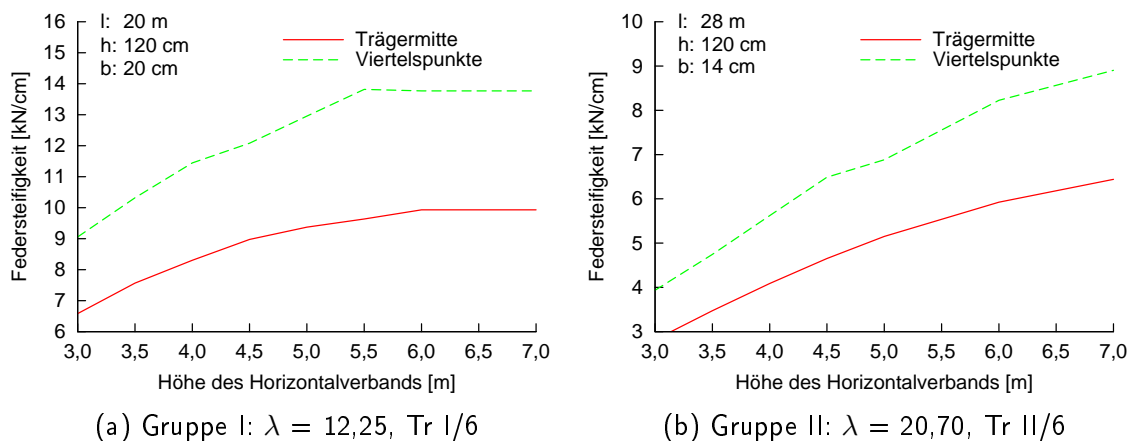 16
15
14
13
12
11
10
9
8
7
6
l: 20 m
h: 120 cm
b: 20 cm
Trägermitte
Viertelspunkte
Federsteifigkeit [kN/cm]
3,0 3,5 4,0 4,5 5,0 5,5 6,0 6,5 7,0
Höhe des Horizontalverbands [m]
(a) Gruppe I: λ = 12,25, Tr I/6
10
9
8
7
6
5
4
3
l: 28 m
h: 120 cm
b: 14 cm
Trägermitte
Viertelspunkte
Federsteifigkeit [kN/cm]
3,0 3,5 4,0 4,5 5,0 5,5 6,0 6,5 7,0
Höhe des Horizontalverbands [m]
(b) Gruppe II: λ = 20,70, Tr II/6